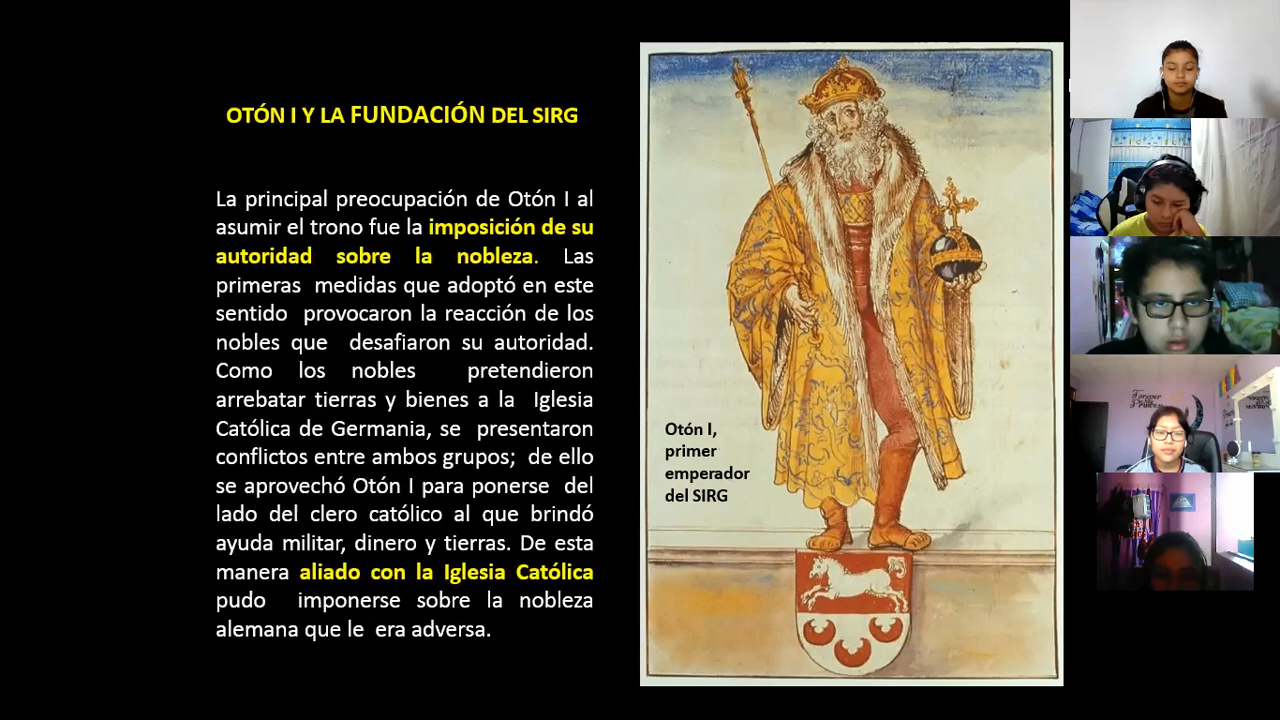 OTÓN I Y LA FUNDACIÓN DEL SIRG
La principal preocupación de Otón I al
asumir el trono fue la imposición de su
autoridad sobre la nobleza. Las
primeras medidas que adoptó en este
sentido provocaron la reacción de los
nobles que desafiaron su autoridad.
Como los nobles pretendieron
arrebatar tierras y bienes a la Iglesia
Católica de Germania, se presentaron
conflictos entre ambos grupos; de ello
se aprovechó Otón I para ponerse del
lado del clero católico al que brindó
ayuda militar, dinero y tierras. De esta
manera aliado con la Iglesia Católica
pudo imponerse sobre la nobleza
alemana que le era adversa.
Otón I,
primer
emperador
del SIRG